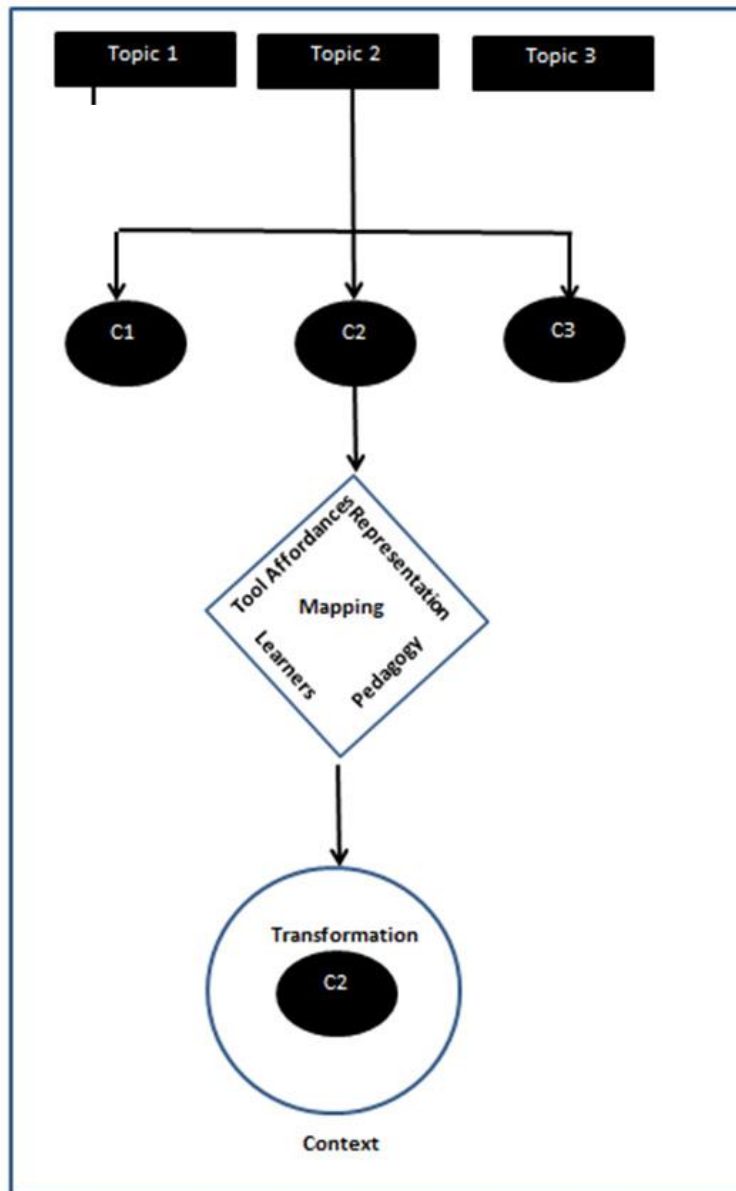 Topic 1
Topic 2
Topic 3
C1
C2
C3
Tool Affordances
Representation
Mapping
Learners
Pedagogy
Transformation
C2
Context